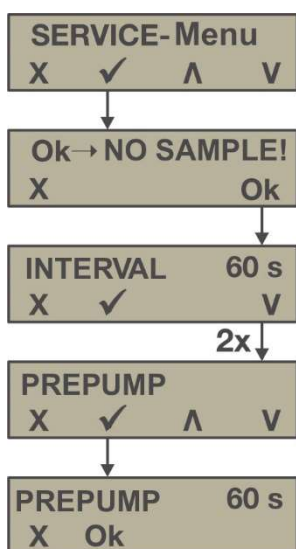 SERVICE-Menu
X ✓ Λ V
Ok→ NO SAMPLE!
X Ok
INTERVAL 60 s
X ✓ V
2x
PREPUMP
X ✓ Λ V
PREPUMP 60 s
X Ok